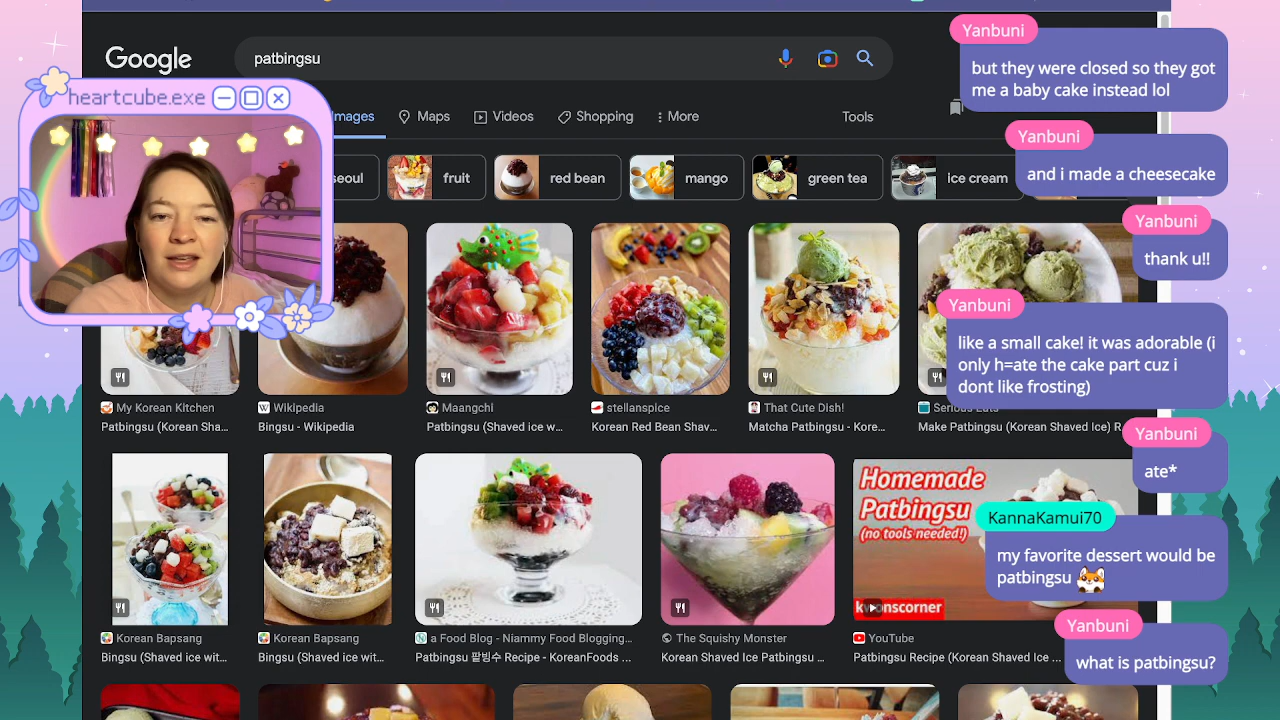 Google
patbingsu
heartcube.exe
Images
Maps
Videos
Shopping
More
Tools
seoul
fruit
red bean
mango
green tea
ice cream
My Korean Kitchen
Patbingsu (Korean Sha...
Wikipedia
Bingsu - Wikipedia
Maangchi
Patbingsu (Shaved ice w...
stellanspice
Korean Red Bean Shav...
That Cute Dish!
Matcha Patbingsu - Kore...
Serious Eats
Make Patbingsu (Korean Shaved Ice) R
Homemade
Patbingsu
(no tools needed!)
Korean Bapsang
Bingsu (Shaved ice wit...
Korean Bapsang
Bingsu (Shaved ice wit...
a Food Blog - Niammy Food Blogging...
Patbingsu 팥빙수 Recipe - KoreanFoods ...
The Squishy Monster
Korean Shaved Ice Patbingsu ...
YouTube
Patbingsu Recipe (Korean Shaved Ice ...
Yanbuni
but they were closed so they got
me a baby cake instead lol
Yanbuni
and i made a cheesecake
Yanbuni
thank u!!
Yanbuni
like a small cake! it was adorable (i
only h=ate the cake part cuz i
dont like frosting)
Yanbuni
ate*
KannaKamui70
my favorite dessert would be
patbingsu
Yanbuni
what is patbingsu?